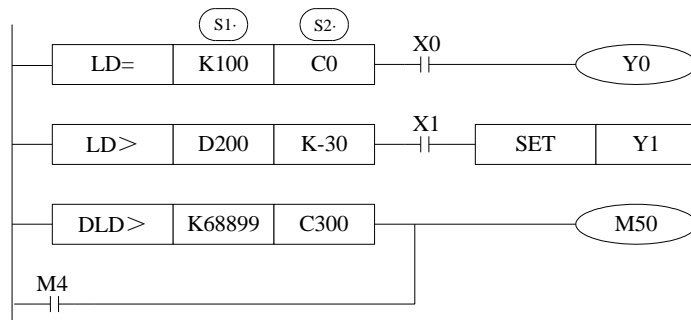 S1· S2·
LD= K100 C0 X0 Y0
LD＞ D200 K-30 X1 SET Y1
DLD＞ K68899 C300 M50
M4